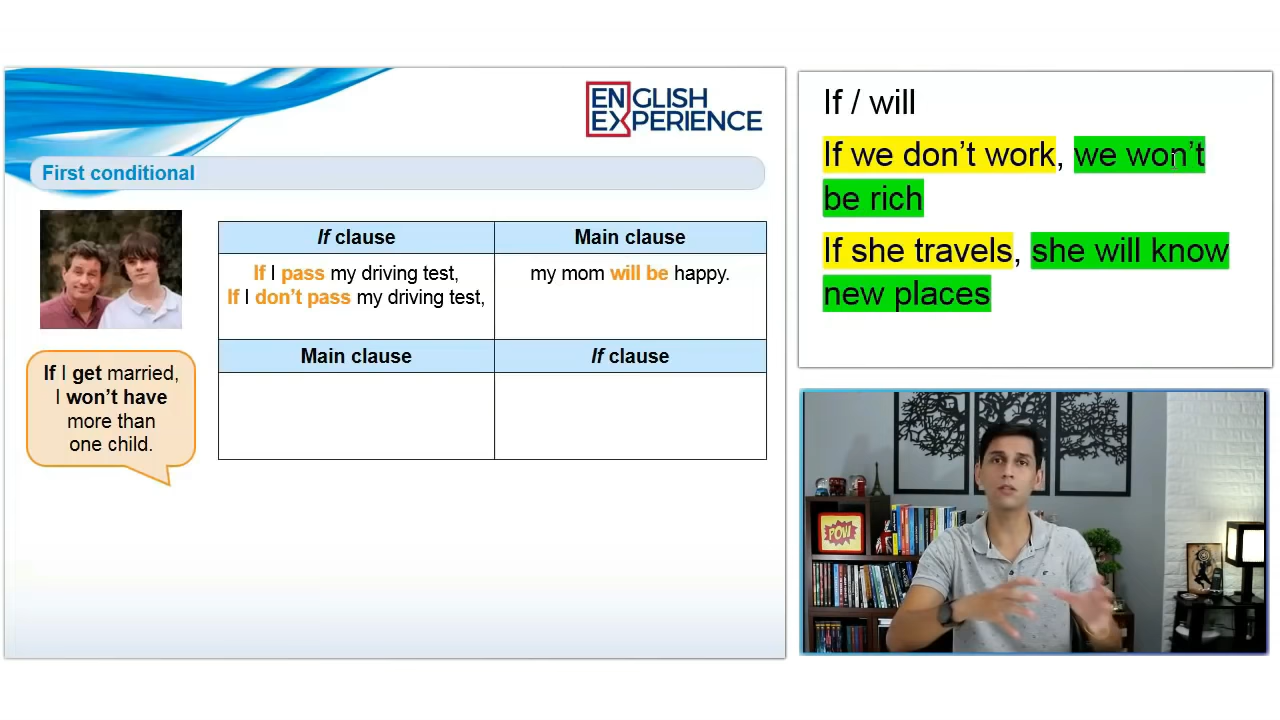 ENGLISH
EXPERIENCE
First conditional
If clause
Main clause
If I pass my driving test,
If I don't pass my driving test,
my mom will be happy.
Main clause
If clause
If I get married,
I won't have
more than
one child.
If / will
If we don't work, we won't
be rich
If she travels, she will know
new places
POW